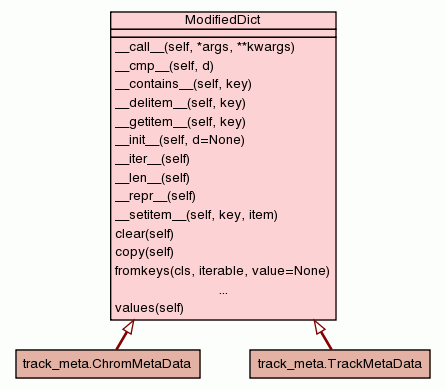 ModifiedDict
__call__(self, *args, **kwargs)
__cmp__(self, d)
__contains__(self, key)
__delitem__(self, key)
__getitem__(self, key)
__init__(self, d=None)
__iter__(self)
__len__(self)
__repr__(self)
__setitem__(self, key, item)
clear(self)
copy(self)
fromkeys(cls, iterable, value=None)
...
values(self)
track_meta.ChromMetaData
track_meta.TrackMetaData